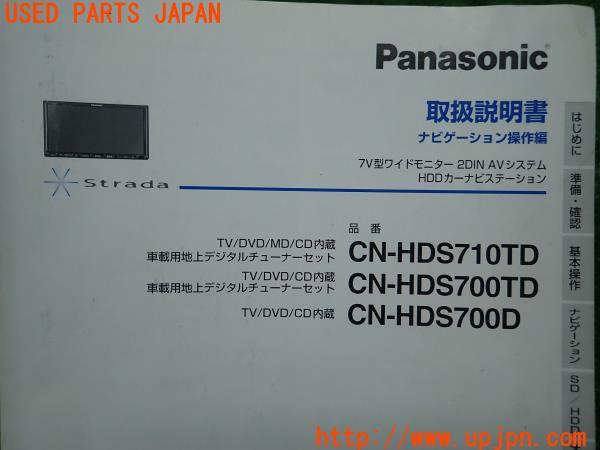 USED PARTS JAPAN
Panasonic
取扱説明書
ナビゲーション操作編
7V型ワイドモニター 2DIN AVシステム
HDDカーナビステーション
Strada
品 番
TV/DVD/MD/CD内蔵
車載用地上デジタルチューナーセット
CN-HDS710TD
TV/DVD/CD内蔵
車載用地上デジタルチューナーセット
CN-HDS700TD
TV/DVD/CD内蔵
CN-HDS700D
はじめに
準備・確認
基本操作
ナビゲーション
SD/HDD
http://www.upjpn.com/